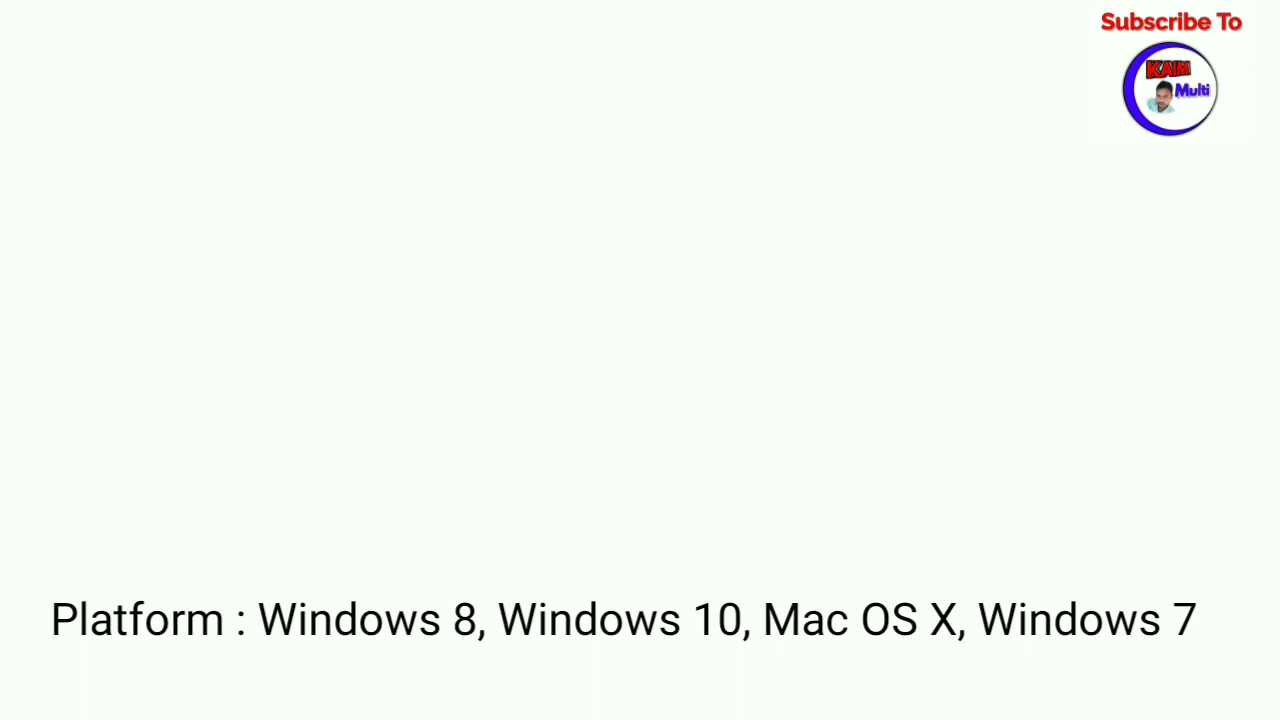 Subscribe To
KAIM
Multi
Platform : Windows 8, Windows 10, Mac OS X, Windows 7